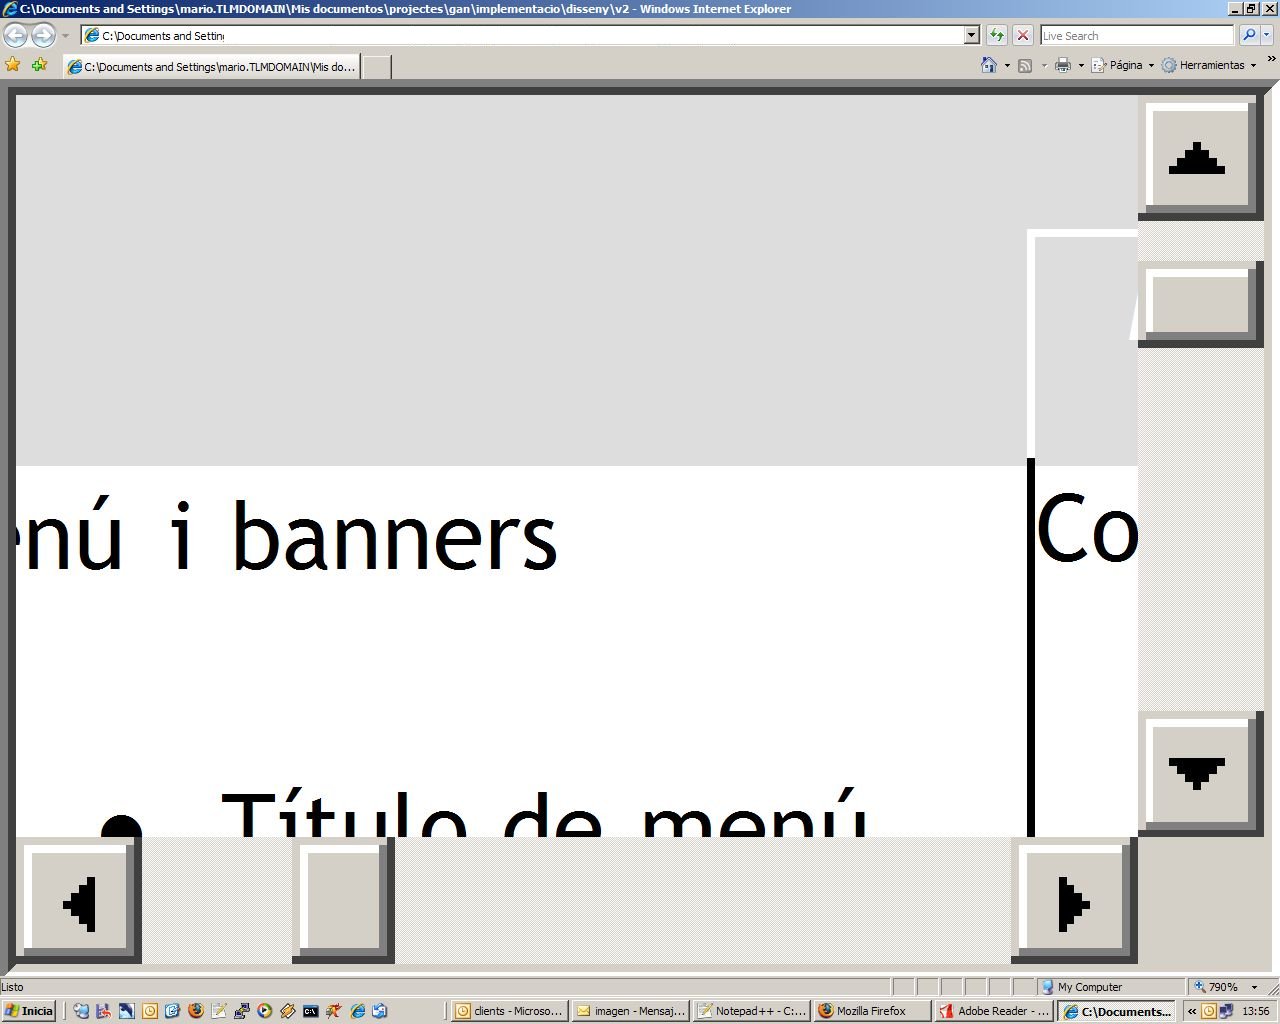 C:\Documents and Settings\mario.TLMDOMAIN\Mis documentos\projectes\gan\implementacio\disseny\v2 - Windows Internet Explorer
C:\Documents and Setting
Live Search
C:\Documents and Settings\mario.TLMDOMAIN\Mis do...
Página
Herramientas
»
enú i banners
Co
Título de menú
Listo
My Computer
790%
Inicia
clients - Microso...
imagen - Mensaj...
Notepad++ - C:...
Mozilla Firefox
Adobe Reader - ...
C:\Documents...
«
13:56